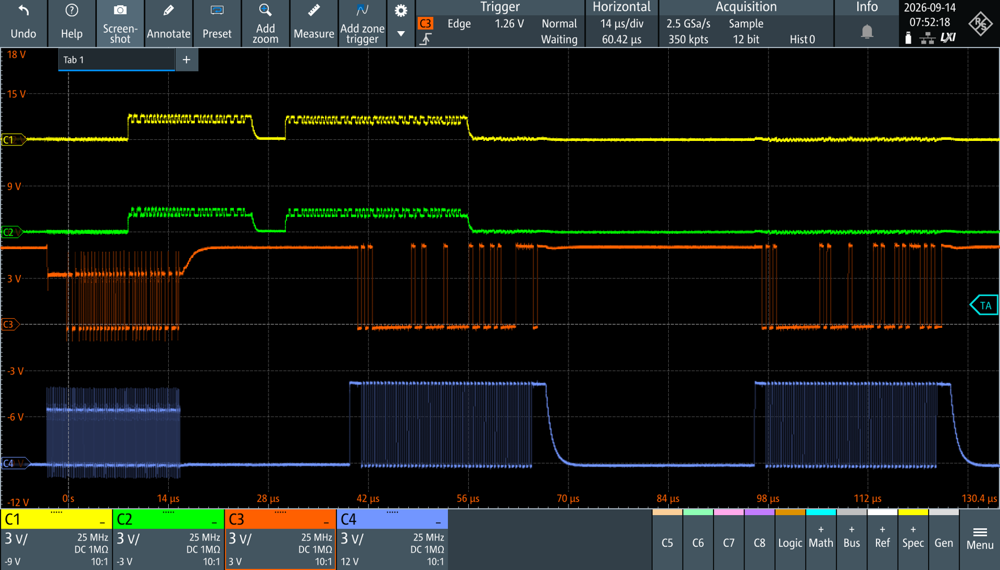 Undo
Help
Screen-
shot
Annotate
Preset
Add
zoom
Measure
Add zone
trigger
Trigger
C3 Edge 1.26 V Normal
Waiting
Horizontal
14 µs/div
60.42 µs
Acquisition
2.5 GSa/s Sample
350 kpts 12 bit Hist 0
Info
2026-09-14
07:52:18
R&S
LXI
18 V
Tab 1 +
15 V
C1
9 V
C2
3 V
C3
TA
-3 V
-6 V
C4
-12 V
0 s 14 µs 28 µs 42 µs 56 µs 70 µs 84 µs 98 µs 112 µs 130.4 µs
C1
3 V/ 25 MHz
DC 1MΩ
-9 V 10:1
C2
3 V/ 25 MHz
DC 1MΩ
-3 V 10:1
C3
3 V/ 25 MHz
DC 1MΩ
3 V 10:1
C4
3 V/ 25 MHz
DC 1MΩ
12 V 10:1
C5
C6
C7
C8
Logic
+
Math
+
Bus
+
Ref
+
Spec
Gen
Menu